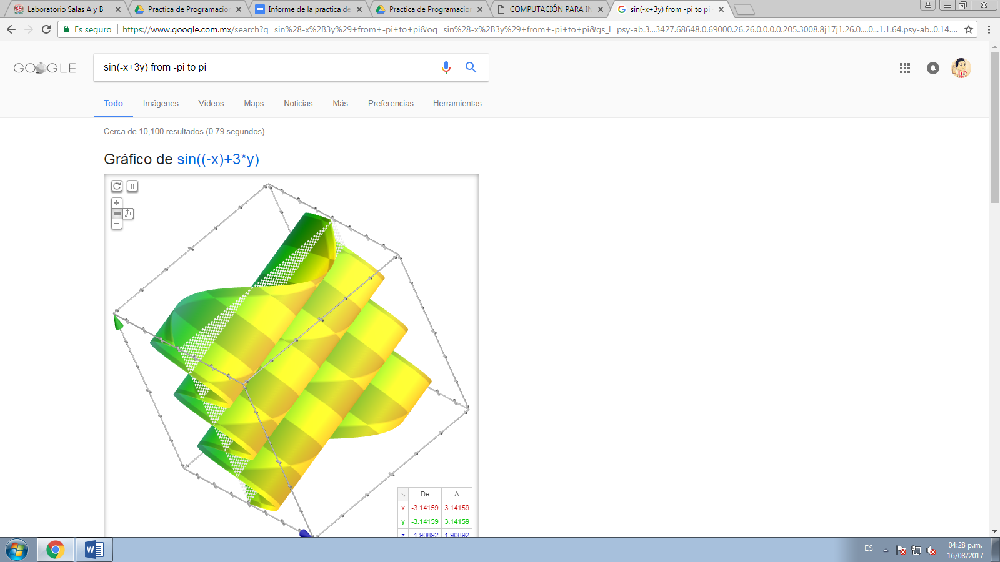 Laboratorio Salas A y B
Practica de Programacion
Informe de la practica de
Practica de Programacion
COMPUTACIÓN PARA IN
sin(-x+3y) from -pi to pi
Es seguro
https://www.google.com.mx/search?q=sin%28-x%2B3y%29+from+-pi+to+pi&oq=sin%28-x%2B3y%29+from+-pi+to+pi&gs_l=psy-ab.3...3427.68648.0.69000.26.26.0.0.0.0.205.3008.8j17j1.26.0....0...1.1.64.psy-ab..0.14....
GOOGLE
sin(-x+3y) from -pi to pi
Todo Imágenes Vídeos Maps Noticias Más Preferencias Herramientas
Cerca de 10,100 resultados (0.79 segundos)
Gráfico de sin((-x)+3*y)
De A
x -3.14159 3.14159
y -3.14159 3.14159
z -1.90892 1.90892
ES
04:28 p.m.
16/08/2017